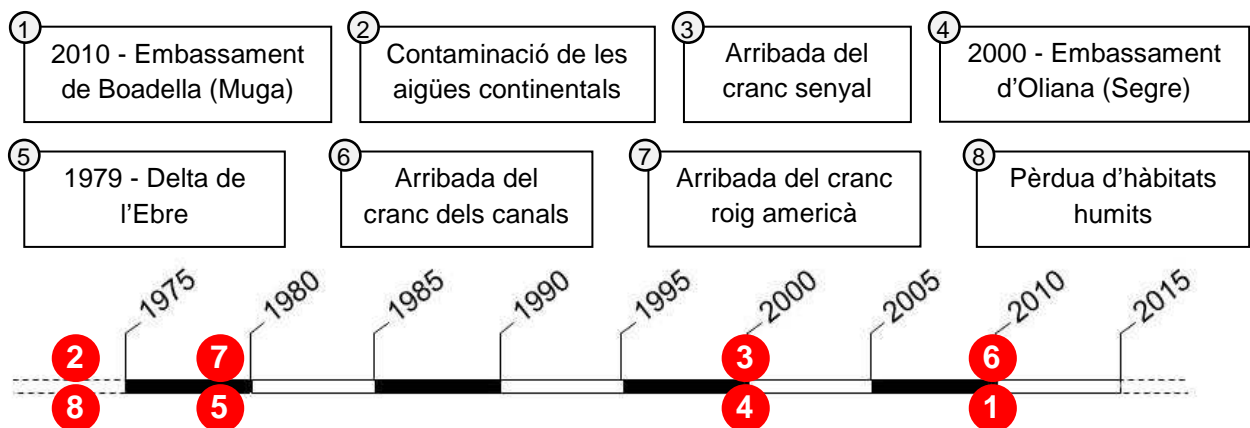 1
2010 - Embassament
de Boadella (Muga)
2
Contaminació de les
aigües continentals
3
Arribada del
cranc senyal
4
2000 - Embassament
d'Oliana (Segre)
5
1979 - Delta de
l'Ebre
6
Arribada del
cranc dels canals
7
Arribada del cranc
roig americà
8
Pèrdua d'hàbitats
humits
1975 1980 1985 1990 1995 2000 2005 2010 2015
2 7 3 6
8 5 4 1